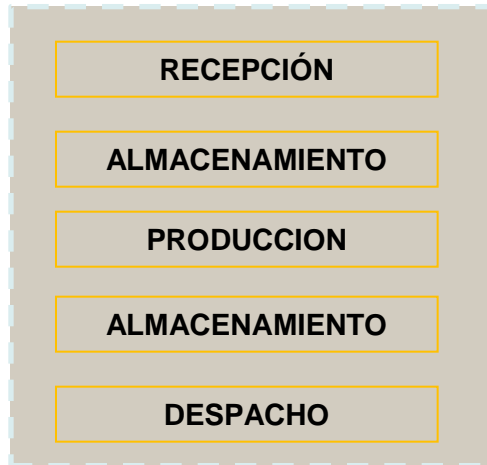 RECEPCIÓN
ALMACENAMIENTO
PRODUCCION
ALMACENAMIENTO
DESPACHO